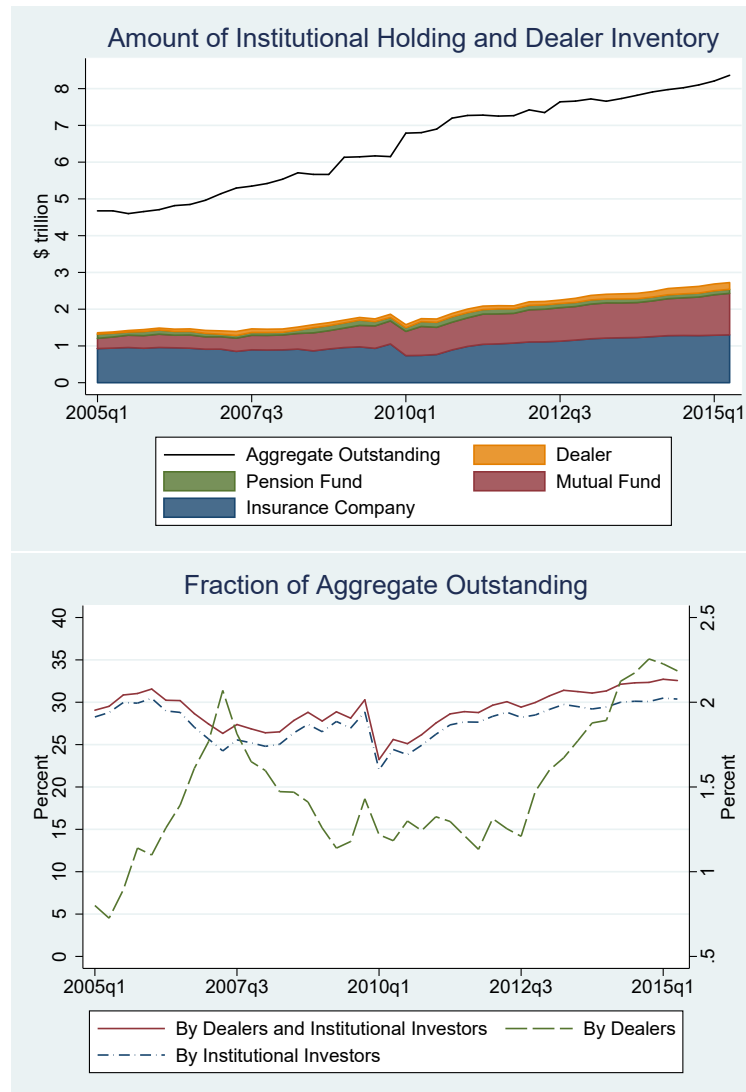 Amount of Institutional Holding and Dealer Inventory
$ trillion
8
7
6
5
4
3
2
1
0
2005q1 2007q3 2010q1 2012q3 2015q1
Aggregate Outstanding Dealer
Pension Fund Mutual Fund
Insurance Company
Fraction of Aggregate Outstanding
Percent
40
35
30
25
20
15
10
5
0
2.5
2
1.5
1
.5
Percent
2005q1 2007q3 2010q1 2012q3 2015q1
By Dealers and Institutional Investors By Dealers
By Institutional Investors